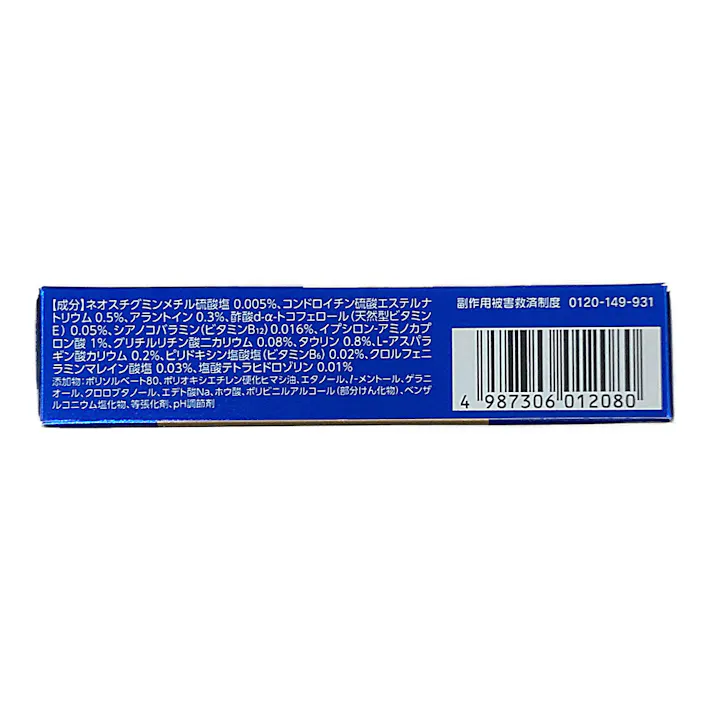 【成分】ネオスチグミンメチル硫酸塩 0.005%、コンドロイチン硫酸エステルナ
トリウム 0.5%、アラントイン 0.3%、酢酸d-α-トコフェロール(天然型ビタミン
E) 0.05%、シアノコバラミン(ビタミンB12) 0.016%、イプシロン-アミノカプ
ロン酸 1%、グリチルリチン酸二カリウム 0.08%、タウリン 0.8%、L-アスパラ
ギン酸カリウム 0.2%、ピリドキシン塩酸塩(ビタミンB6) 0.02%、クロルフェニ
ラミンマレイン酸塩 0.03%、塩酸テトラヒドロゾリン 0.01%
添加物:ポリソルベート80、ポリオキシエチレン硬化ヒマシ油、エタノール、l-メントール、ゲラニ
オール、クロロブタノール、エデト酸Na、ホウ酸、ポリビニルアルコール(部分けん化物)、ベンザ
ルコニウム塩化物、等張化剤、pH調節剤
副作用被害救済制度 0120-149-931
4 987306 012080